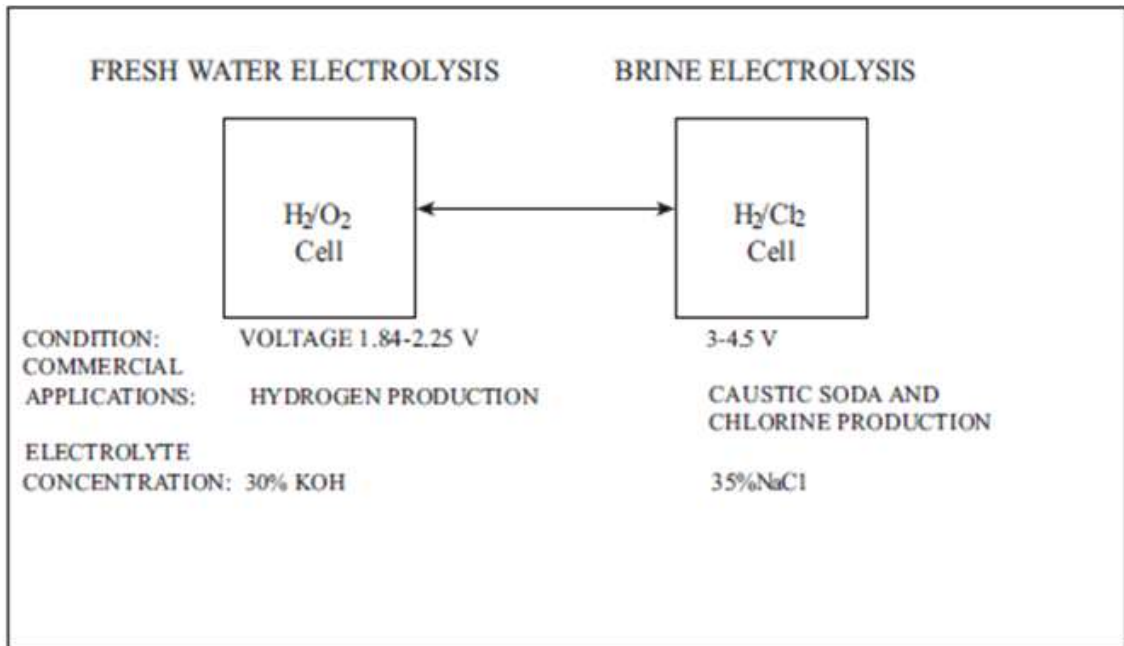 FRESH WATER ELECTROLYSIS
BRINE ELECTROLYSIS
H2/O2
Cell
H2/Cl2
Cell
CONDITION: VOLTAGE 1.84-2.25 V 3-4.5 V
COMMERCIAL
APPLICATIONS: HYDROGEN PRODUCTION
CAUSTIC SODA AND
CHLORINE PRODUCTION
ELECTROLYTE
CONCENTRATION: 30% KOH 35%NaCl